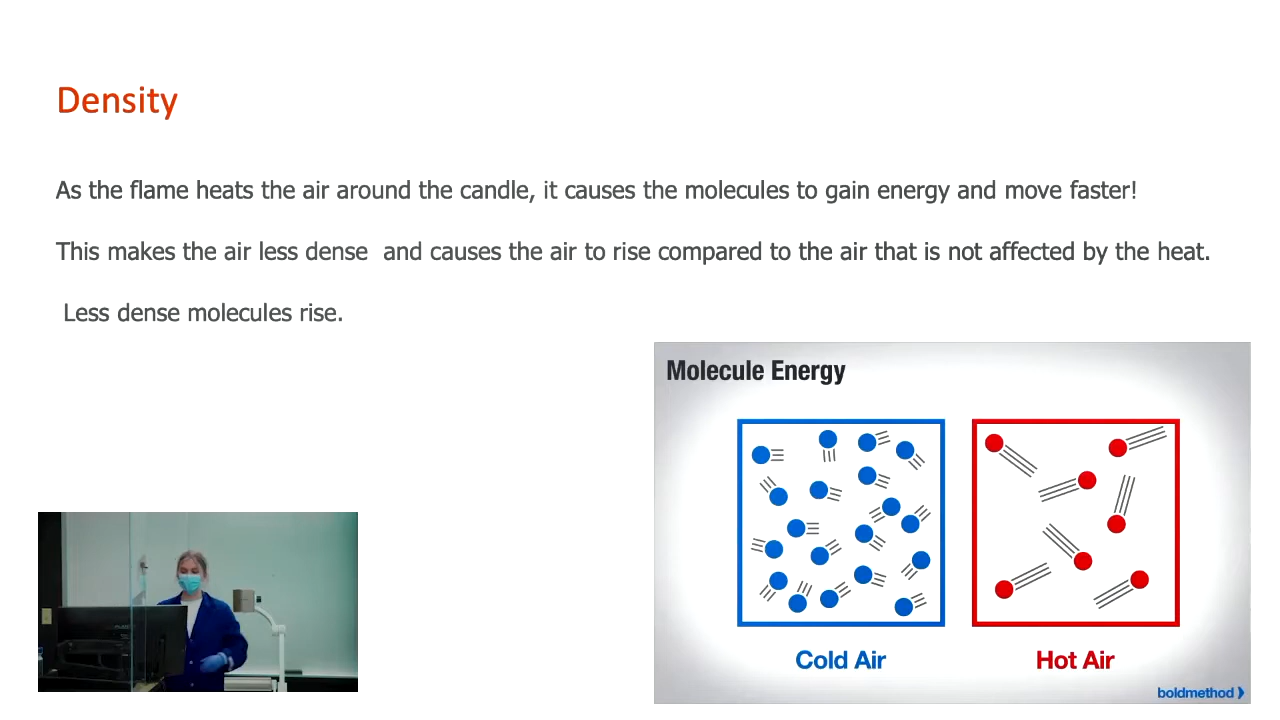 Density
As the flame heats the air around the candle, it causes the molecules to gain energy and move faster!
This makes the air less dense  and causes the air to rise compared to the air that is not affected by the heat.
Less dense molecules rise.
Molecule Energy
Cold Air
Hot Air
boldmethod